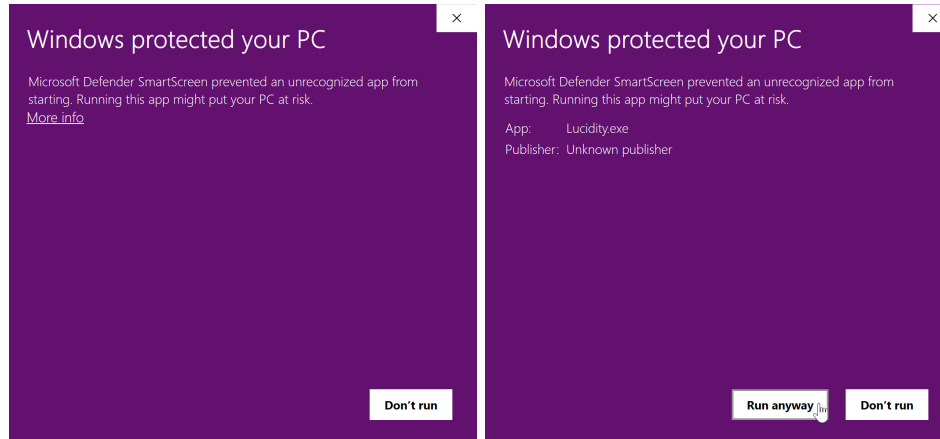 Windows protected your PC
Microsoft Defender SmartScreen prevented an unrecognized app from
starting. Running this app might put your PC at risk.
More info
Don't run
Windows protected your PC
Microsoft Defender SmartScreen prevented an unrecognized app from
starting. Running this app might put your PC at risk.
App: Lucidity.exe
Publisher: Unknown publisher
Run anyway Don't run